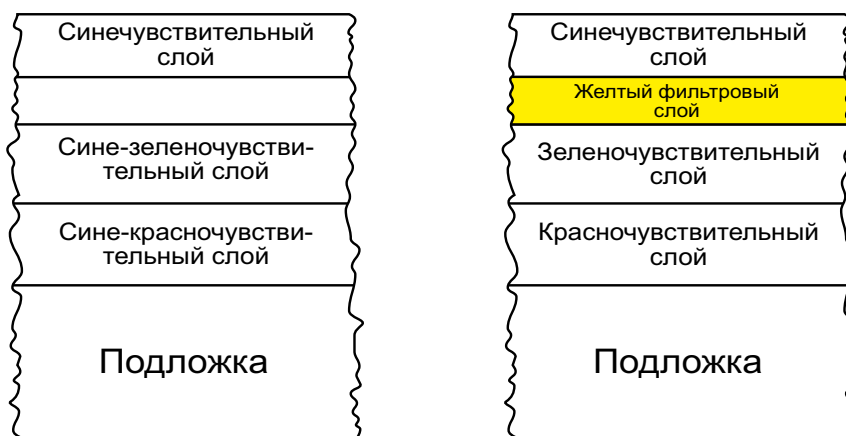 Синечувствительный
слой
Сине-зеленочувстви-
тельный слой
Сине-красночувстви-
тельный слой
Подложка
Синечувствительный
слой
Желтый фильтровый
слой
Зеленочувствительный
слой
Красночувствительный
слой
Подложка